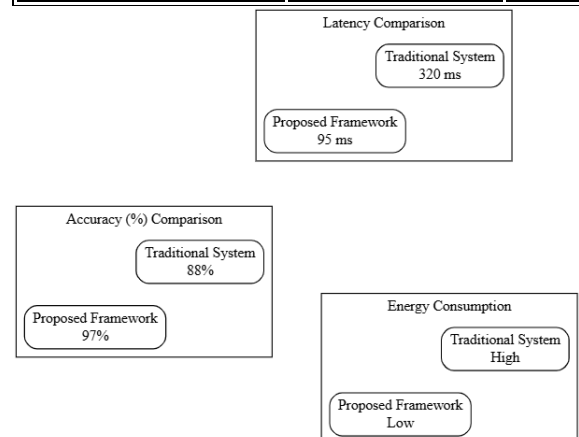 Latency Comparison
Traditional System
320 ms
Proposed Framework
95 ms
Accuracy (%) Comparison
Traditional System
88%
Proposed Framework
97%
Energy Consumption
Traditional System
High
Proposed Framework
Low